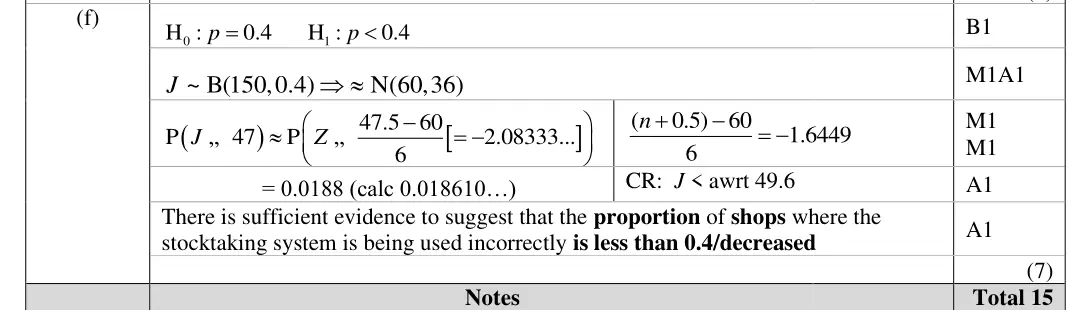 (f)
H₀ : p = 0.4 H₁ : p < 0.4 B1
J ~ B(150, 0.4) ⇒ ≈ N(60, 36) M1A1
P(J ,, 47) ≈ P(Z ,, (47.5 − 60)/6 [= −2.08333...]) ((n + 0.5) − 60)/6 = −1.6449 M1 M1
= 0.0188 (calc 0.018610…) CR: J < awrt 49.6 A1
There is sufficient evidence to suggest that the proportion of shops where the
stocktaking system is being used incorrectly is less than 0.4/decreased A1
(7)
Notes Total 15